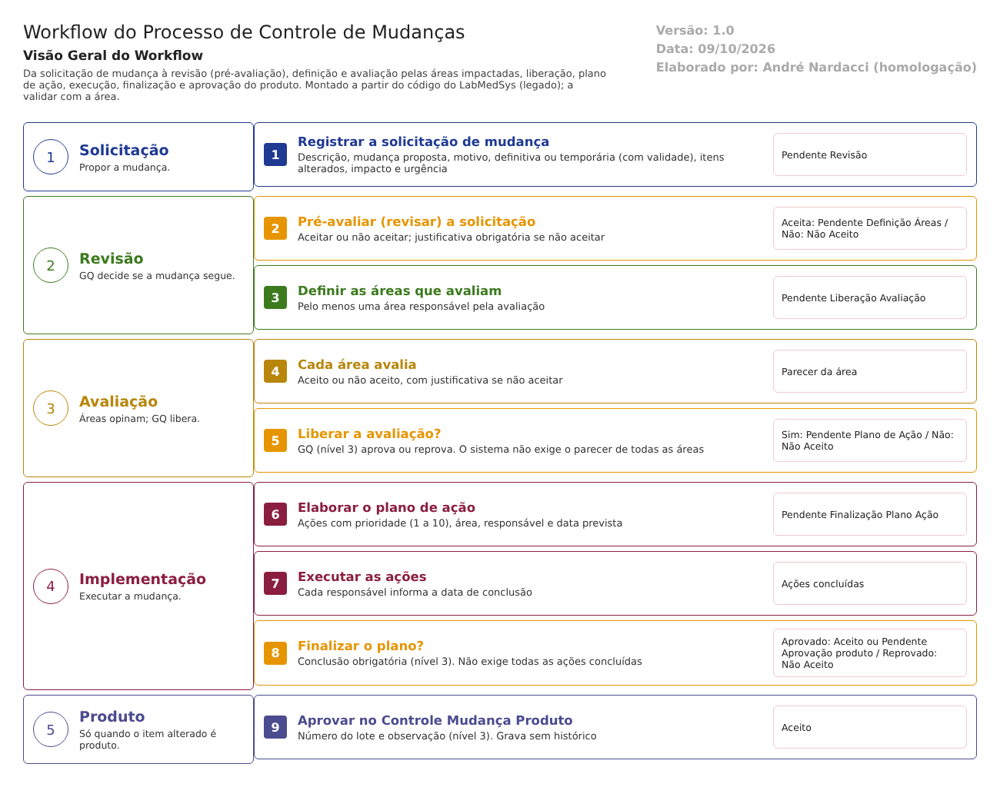 Workflow do Processo de Controle de Mudanças
Visão Geral do Workflow
Da solicitação de mudança à revisão (pré-avaliação), definição e avaliação pelas áreas impactadas, liberação, plano
de ação, execução, finalização e aprovação do produto. Montado a partir do código do LabMedSys (legado); a
validar com a área.
Versão: 1.0
Data: 09/10/2026
Elaborado por: André Nardacci (homologação)
1
Solicitação
Propor a mudança.
1
Registrar a solicitação de mudança
Descrição, mudança proposta, motivo, definitiva ou temporária (com validade), itens
alterados, impacto e urgência
Pendente Revisão
2
Revisão
GQ decide se a mudança segue.
2
Pré-avaliar (revisar) a solicitação
Aceitar ou não aceitar; justificativa obrigatória se não aceitar
Aceita: Pendente Definição Áreas /
Não: Não Aceito
3
Definir as áreas que avaliam
Pelo menos uma área responsável pela avaliação
Pendente Liberação Avaliação
3
Avaliação
Áreas opinam; GQ libera.
4
Cada área avalia
Aceito ou não aceito, com justificativa se não aceitar
Parecer da área
5
Liberar a avaliação?
GQ (nível 3) aprova ou reprova. O sistema não exige o parecer de todas as áreas
Sim: Pendente Plano de Ação / Não:
Não Aceito
4
Implementação
Executar a mudança.
6
Elaborar o plano de ação
Ações com prioridade (1 a 10), área, responsável e data prevista
Pendente Finalização Plano Ação
7
Executar as ações
Cada responsável informa a data de conclusão
Ações concluídas
8
Finalizar o plano?
Conclusão obrigatória (nível 3). Não exige todas as ações concluídas
Aprovado: Aceito ou Pendente
Aprovação produto / Reprovado:
Não Aceito
5
Produto
Só quando o item alterado é
produto.
9
Aprovar no Controle Mudança Produto
Número do lote e observação (nível 3). Grava sem histórico
Aceito